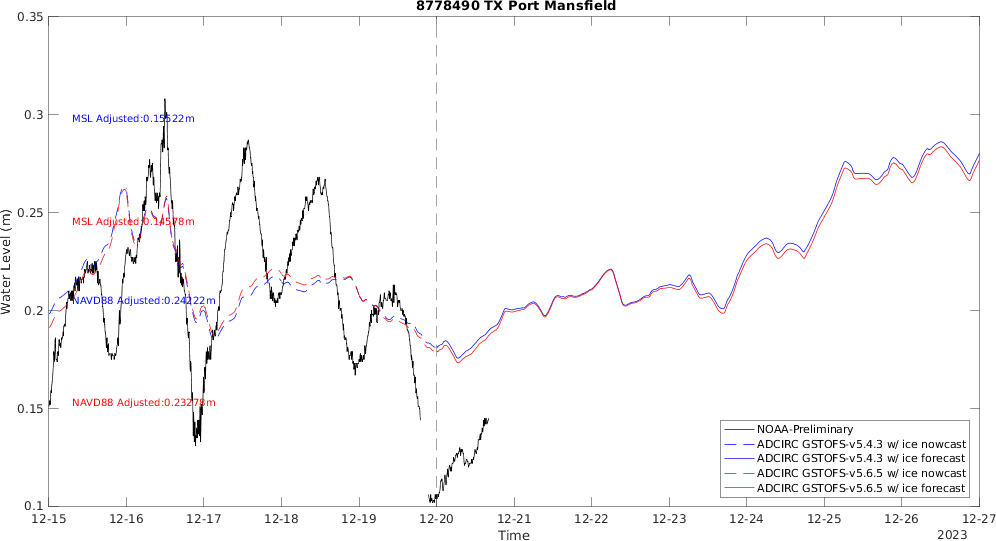 8778490 TX Port Mansfield
0.35
0.3
0.25
0.2
0.15
0.1
Water Level (m)
MSL Adjusted:0.15522m
MSL Adjusted:0.14578m
NAVD88 Adjusted:0.24222m
NAVD88 Adjusted:0.23278m
NOAA-Preliminary
ADCIRC GSTOFS-v5.4.3 w/ ice nowcast
ADCIRC GSTOFS-v5.4.3 w/ ice forecast
ADCIRC GSTOFS-v5.6.5 w/ ice nowcast
ADCIRC GSTOFS-v5.6.5 w/ ice forecast
12-15 12-16 12-17 12-18 12-19 12-20 12-21 12-22 12-23 12-24 12-25 12-26 12-27
Time
2023